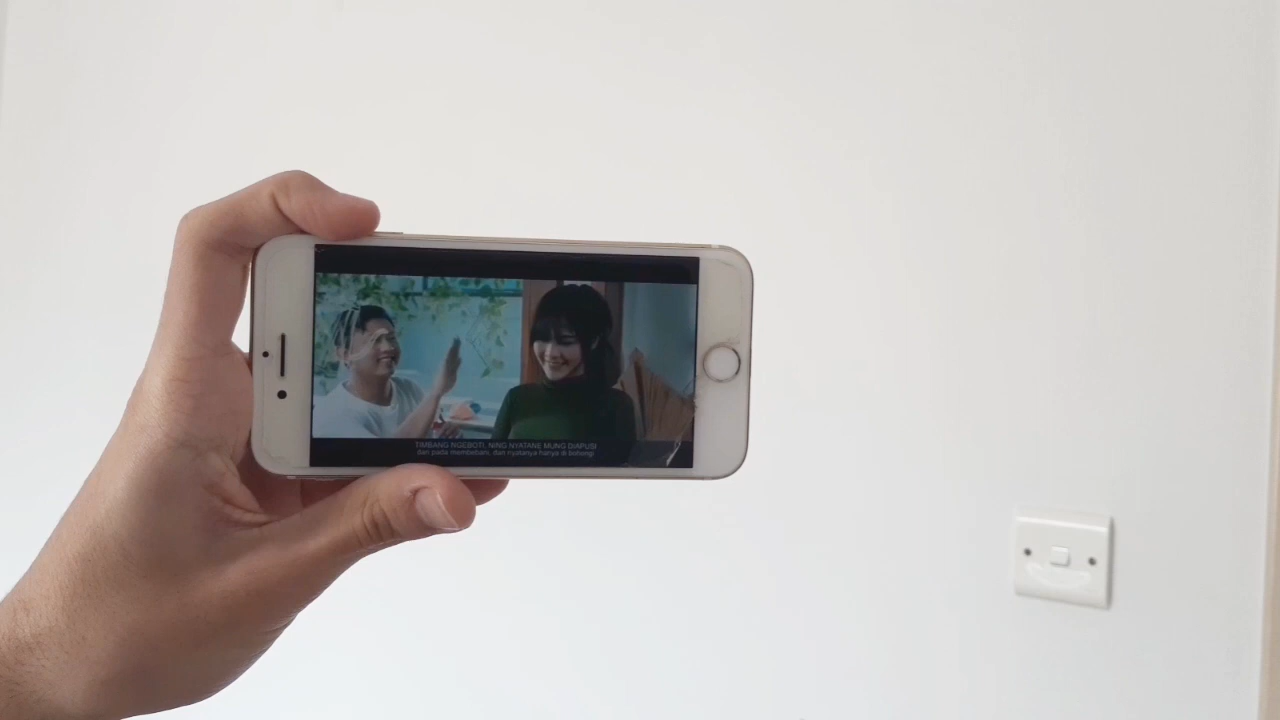 TIMBANG NGEBOTI, NING NYATANE MUNG DIAPUSI
dari pada membebani, dan nyatanya hanya di bohongi